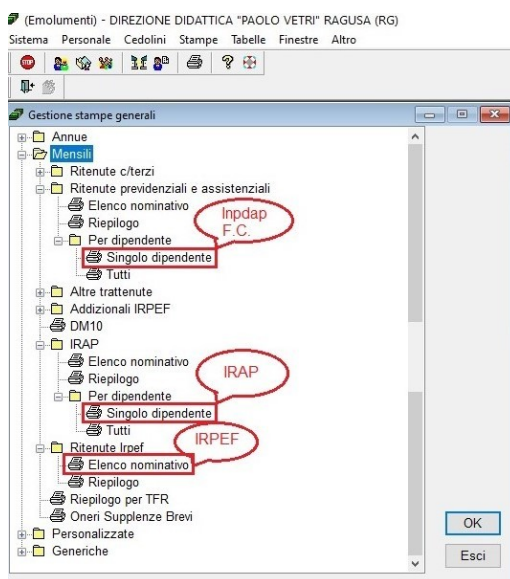 (Emolumenti) - DIREZIONE DIDATTICA "PAOLO VETRI" RAGUSA (RG)
Sistema Personale Cedolini Stampe Tabelle Finestre Altro
STOP
Gestione stampe generali
Annue
Mensili
Ritenute c/terzi
Ritenute previdenziali e assistenziali
Elenco nominativo
Riepilogo
Inpdap
F.C.
Per dipendente
Singolo dipendente
Tutti
Altre trattenute
Addizionali IRPEF
DM10
IRAP
Elenco nominativo
Riepilogo
IRAP
Per dipendente
Singolo dipendente
Tutti
IRPEF
Ritenute Irpef
Elenco nominativo
Riepilogo
Riepilogo per TFR
Oneri Supplenze Brevi
Personalizzate
Generiche
OK
Esci